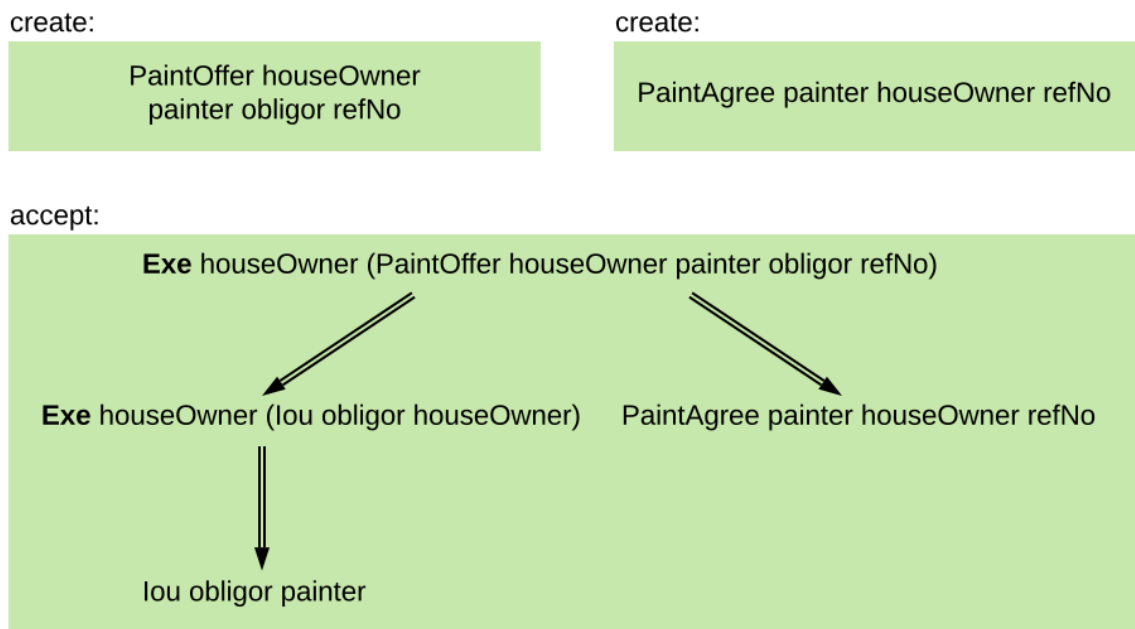 create:
create:
PaintOffer houseOwner
painter obligor refNo
PaintAgree painter houseOwner refNo
accept:
Exe houseOwner (PaintOffer houseOwner painter obligor refNo)
Exe houseOwner (Iou obligor houseOwner)
PaintAgree painter houseOwner refNo
Iou obligor painter